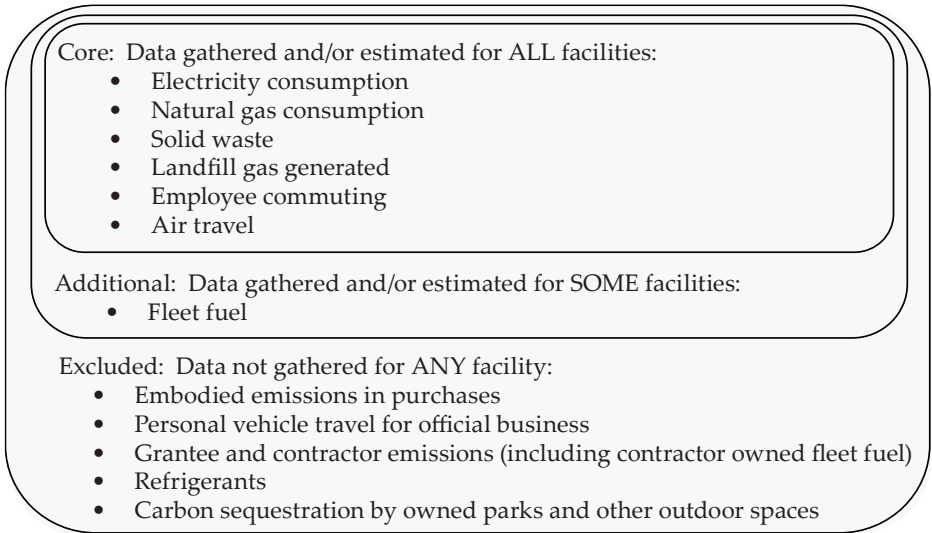 Core: Data gathered and/or estimated for ALL facilities:
• Electricity consumption
• Natural gas consumption
• Solid waste
• Landfill gas generated
• Employee commuting
• Air travel
Additional: Data gathered and/or estimated for SOME facilities:
• Fleet fuel
Excluded: Data not gathered for ANY facility:
• Embodied emissions in purchases
• Personal vehicle travel for official business
• Grantee and contractor emissions (including contractor owned fleet fuel)
• Refrigerants
• Carbon sequestration by owned parks and other outdoor spaces